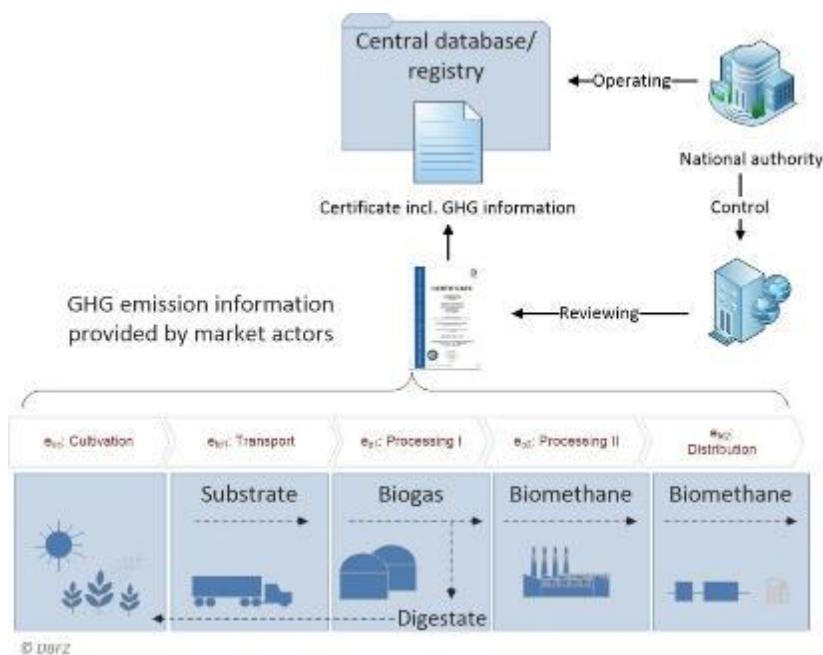 Central database/
registry
Operating
National authority
Certificate incl. GHG information
Control
CERTIFICATE
GHG emission information
provided by market actors
Reviewing
Cultivation
Transport
Processing I
Processing II
Distribution
Substrate
Biogas
Biomethane
Biomethane
Digestate
© DBFZ